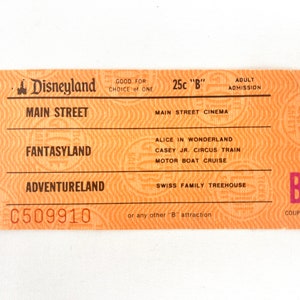 Disneyland GOOD FOR CHOICE of ONE 25c "B" ADULT ADMISSION
MAIN STREET MAIN STREET CINEMA
FANTASYLAND ALICE IN WONDERLAND
CASEY JR. CIRCUS TRAIN
MOTOR BOAT CRUISE
ADVENTURELAND SWISS FAMILY TREEHOUSE
B
C509910 or any other "B" attraction COUP